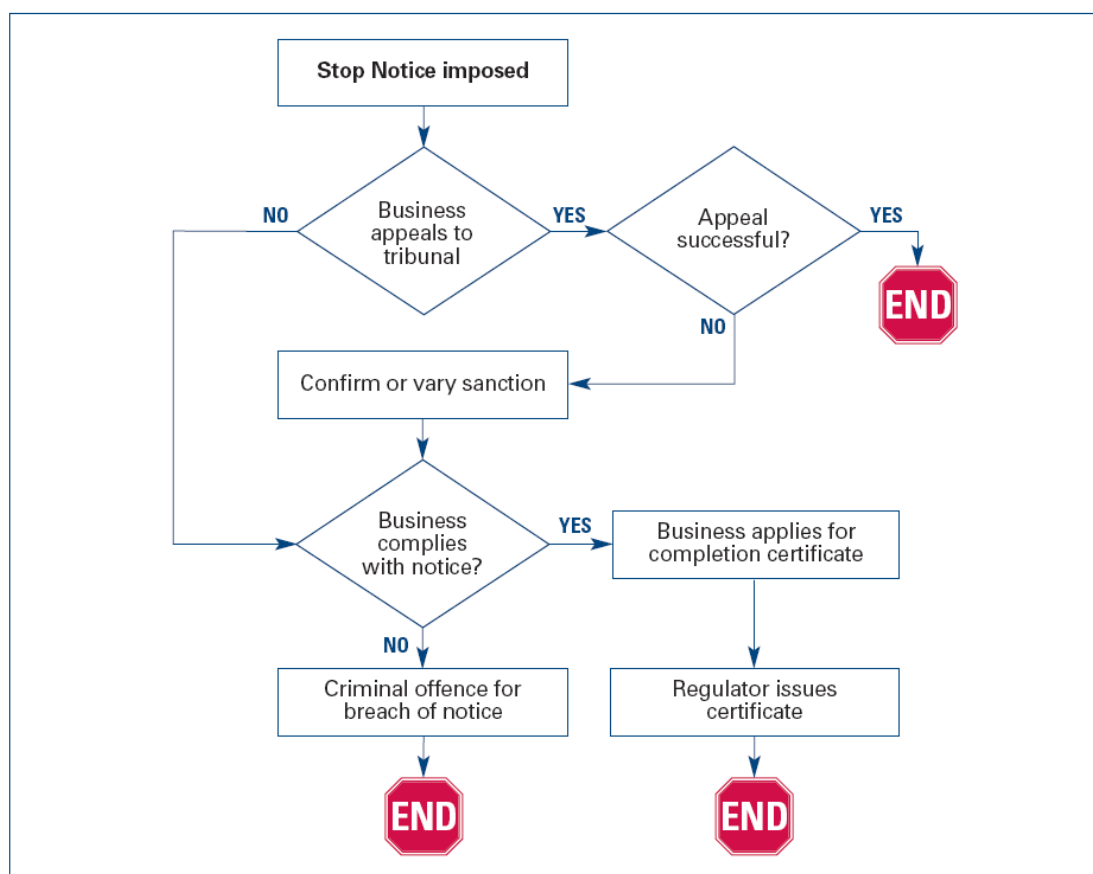 Stop Notice imposed
NO
Business
appeals to
tribunal
YES
Appeal
successful?
YES
END
NO
Confirm or vary sanction
Business
complies
with notice?
YES
Business applies for
completion certificate
NO
Criminal offence for
breach of notice
Regulator issues
certificate
END
END